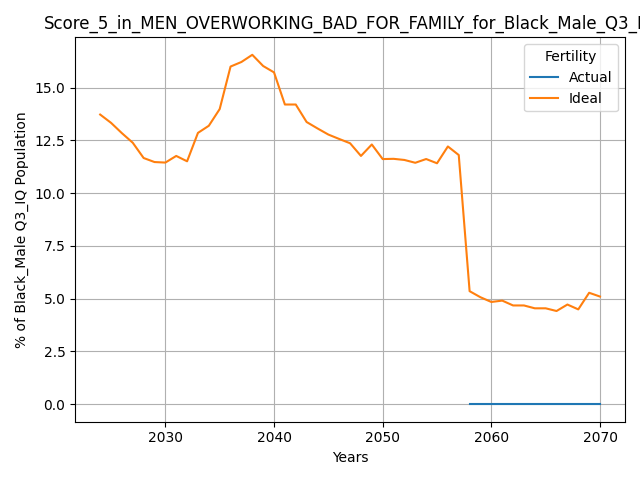 Score_5_in_MEN_OVERWORKING_BAD_FOR_FAMILY_for_Black_Male_Q3_I
Fertility
Actual
Ideal
15.0
12.5
10.0
7.5
5.0
2.5
0.0
% of Black_Male Q3_IQ Population
2030 2040 2050 2060 2070
Years